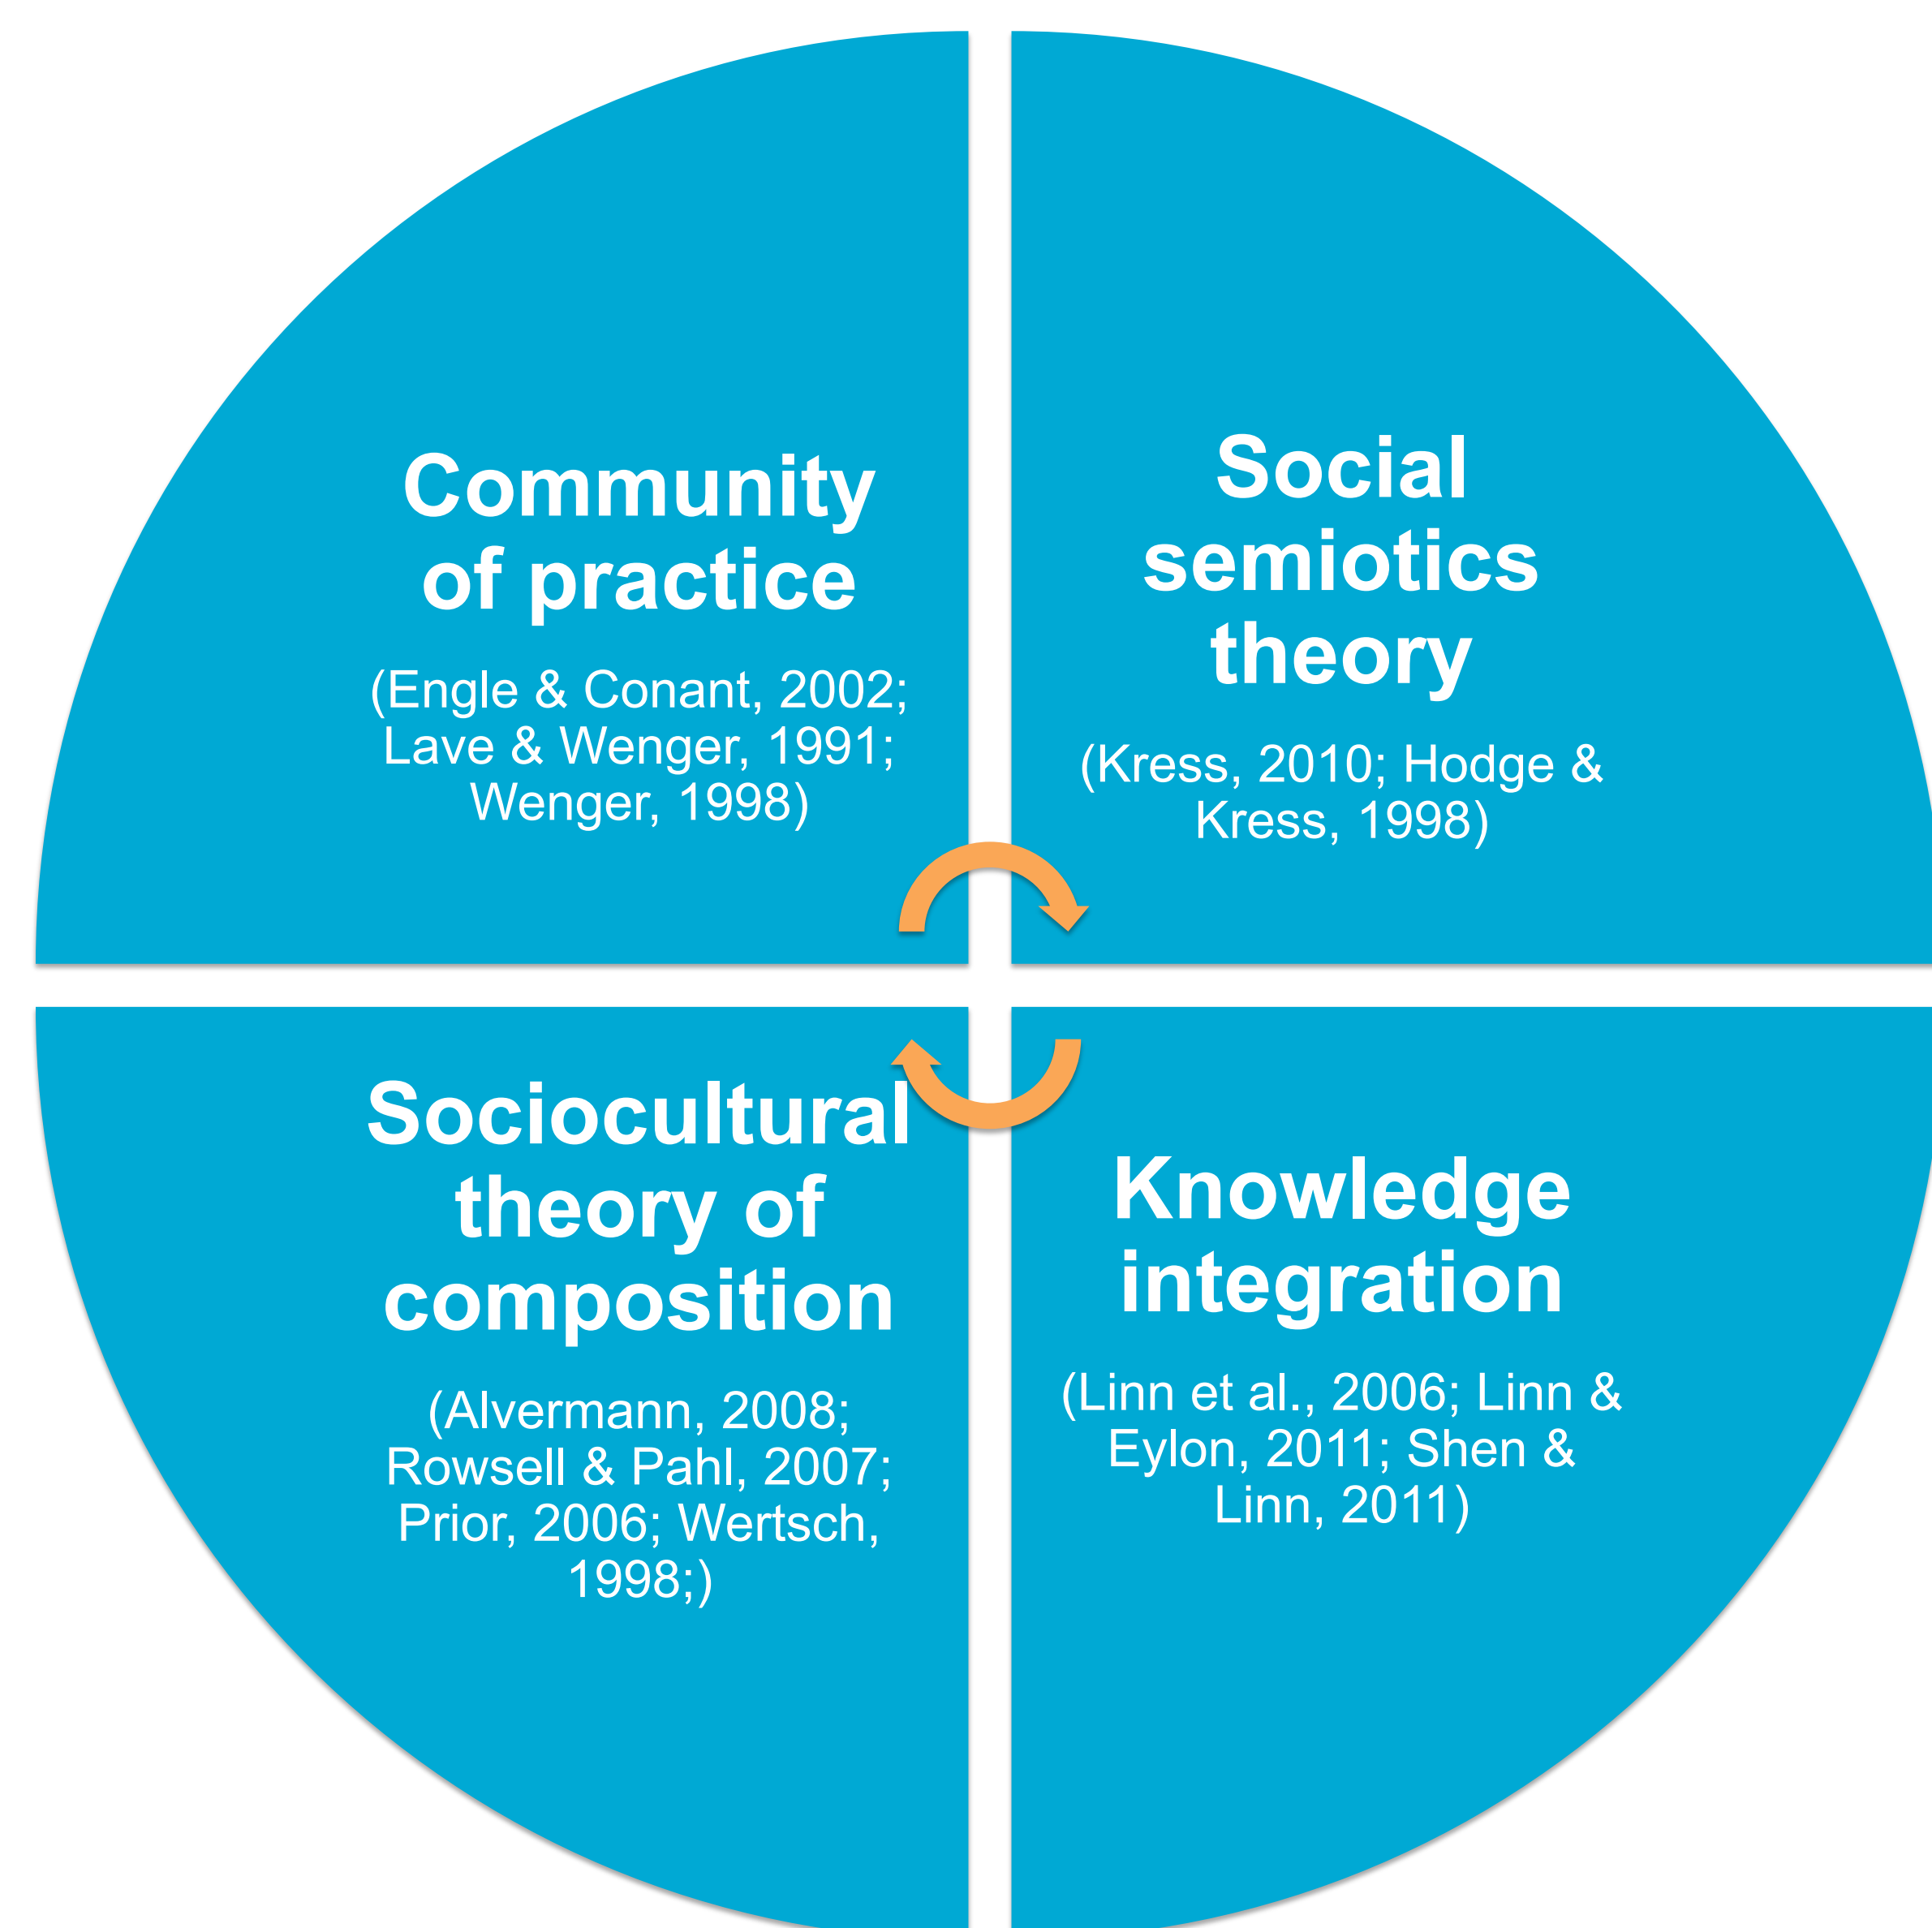 Community
of practice
(Engle & Conant, 2002;
Lave & Wenger, 1991;
Wenger, 1998)
Social
semiotics
theory
(Kress, 2010; Hodge &
Kress, 1998)
Sociocultural
theory of
composition
(Alvermann, 2008;
Rowsell & Pahl, 2007;
Prior, 2006; Wertsch,
1998;)
Knowledge
integration
(Linn et al., 2006; Linn &
Eylon, 2011; Shen &
Linn, 2011)